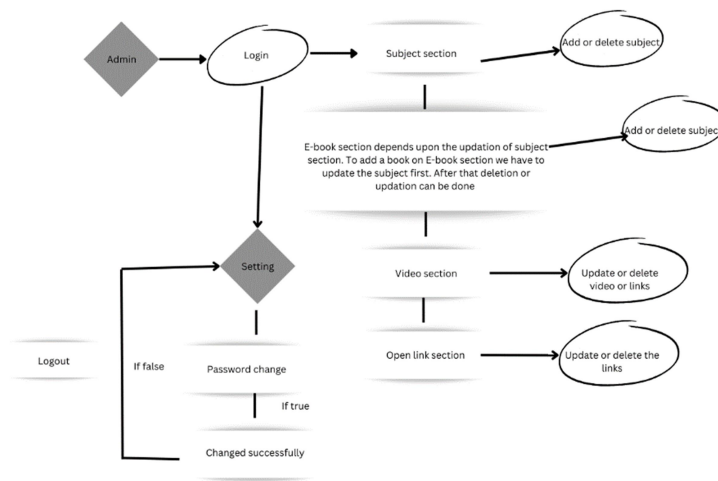 Admin
Login
Subject section
Add or delete subject
E-book section depends upon the updation of subject
section. To add a book on E-book section we have to
update the subject first. After that deletion or
updation can be done
Add or delete subjec
Setting
Video section
Update or delete
video or links
Logout
If false
Password change
Open link section
Update or delete the
links
If true
Changed successfully